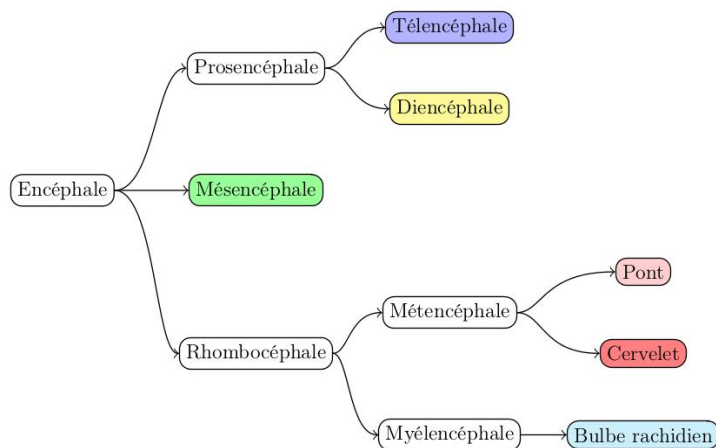 Télencéphale
Prosencéphale
Diencéphale
Encéphale
Mésencéphale
Pont
Métencéphale
Rhombocéphale
Cervelet
Myélencéphale
Bulbe rachidien